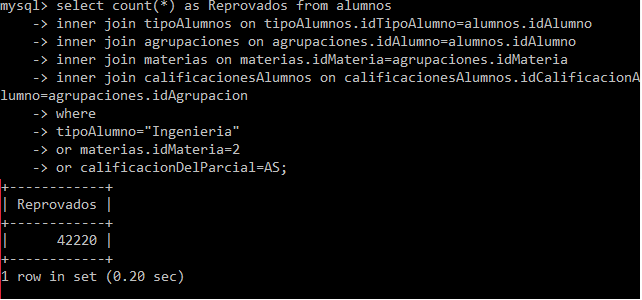 mysql> select count(*) as Reprovados from alumnos
    -> inner join tipoAlumnos on tipoAlumnos.idTipoAlumno=alumnos.idAlumno
    -> inner join agrupaciones on agrupaciones.idAlumno=alumnos.idAlumno
    -> inner join materias on materias.idMateria=agrupaciones.idMateria
    -> inner join calificacionesAlumnos on calificacionesAlumnos.idCalificacionA
lumno=agrupaciones.idAgrupacion
    -> where
    -> tipoAlumno="Ingenieria"
    -> or materias.idMateria=2
    -> or calificacionDelParcial=AS;
+------------+
| Reprovados |
+------------+
|      42220 |
+------------+
1 row in set (0.20 sec)